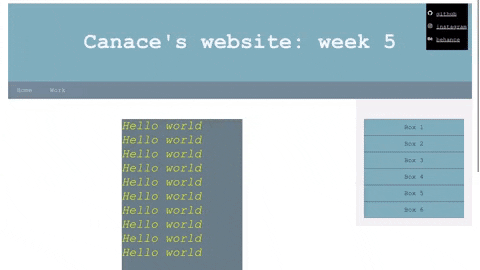 Canace's website: week 5
github
instagram
behance
Home
Work
Hello world
Hello world
Hello world
Hello world
Hello world
Hello world
Hello world
Hello world
Hello world
Hello world
Box 1
Box 2
Box 3
Box 4
Box 5
Box 6